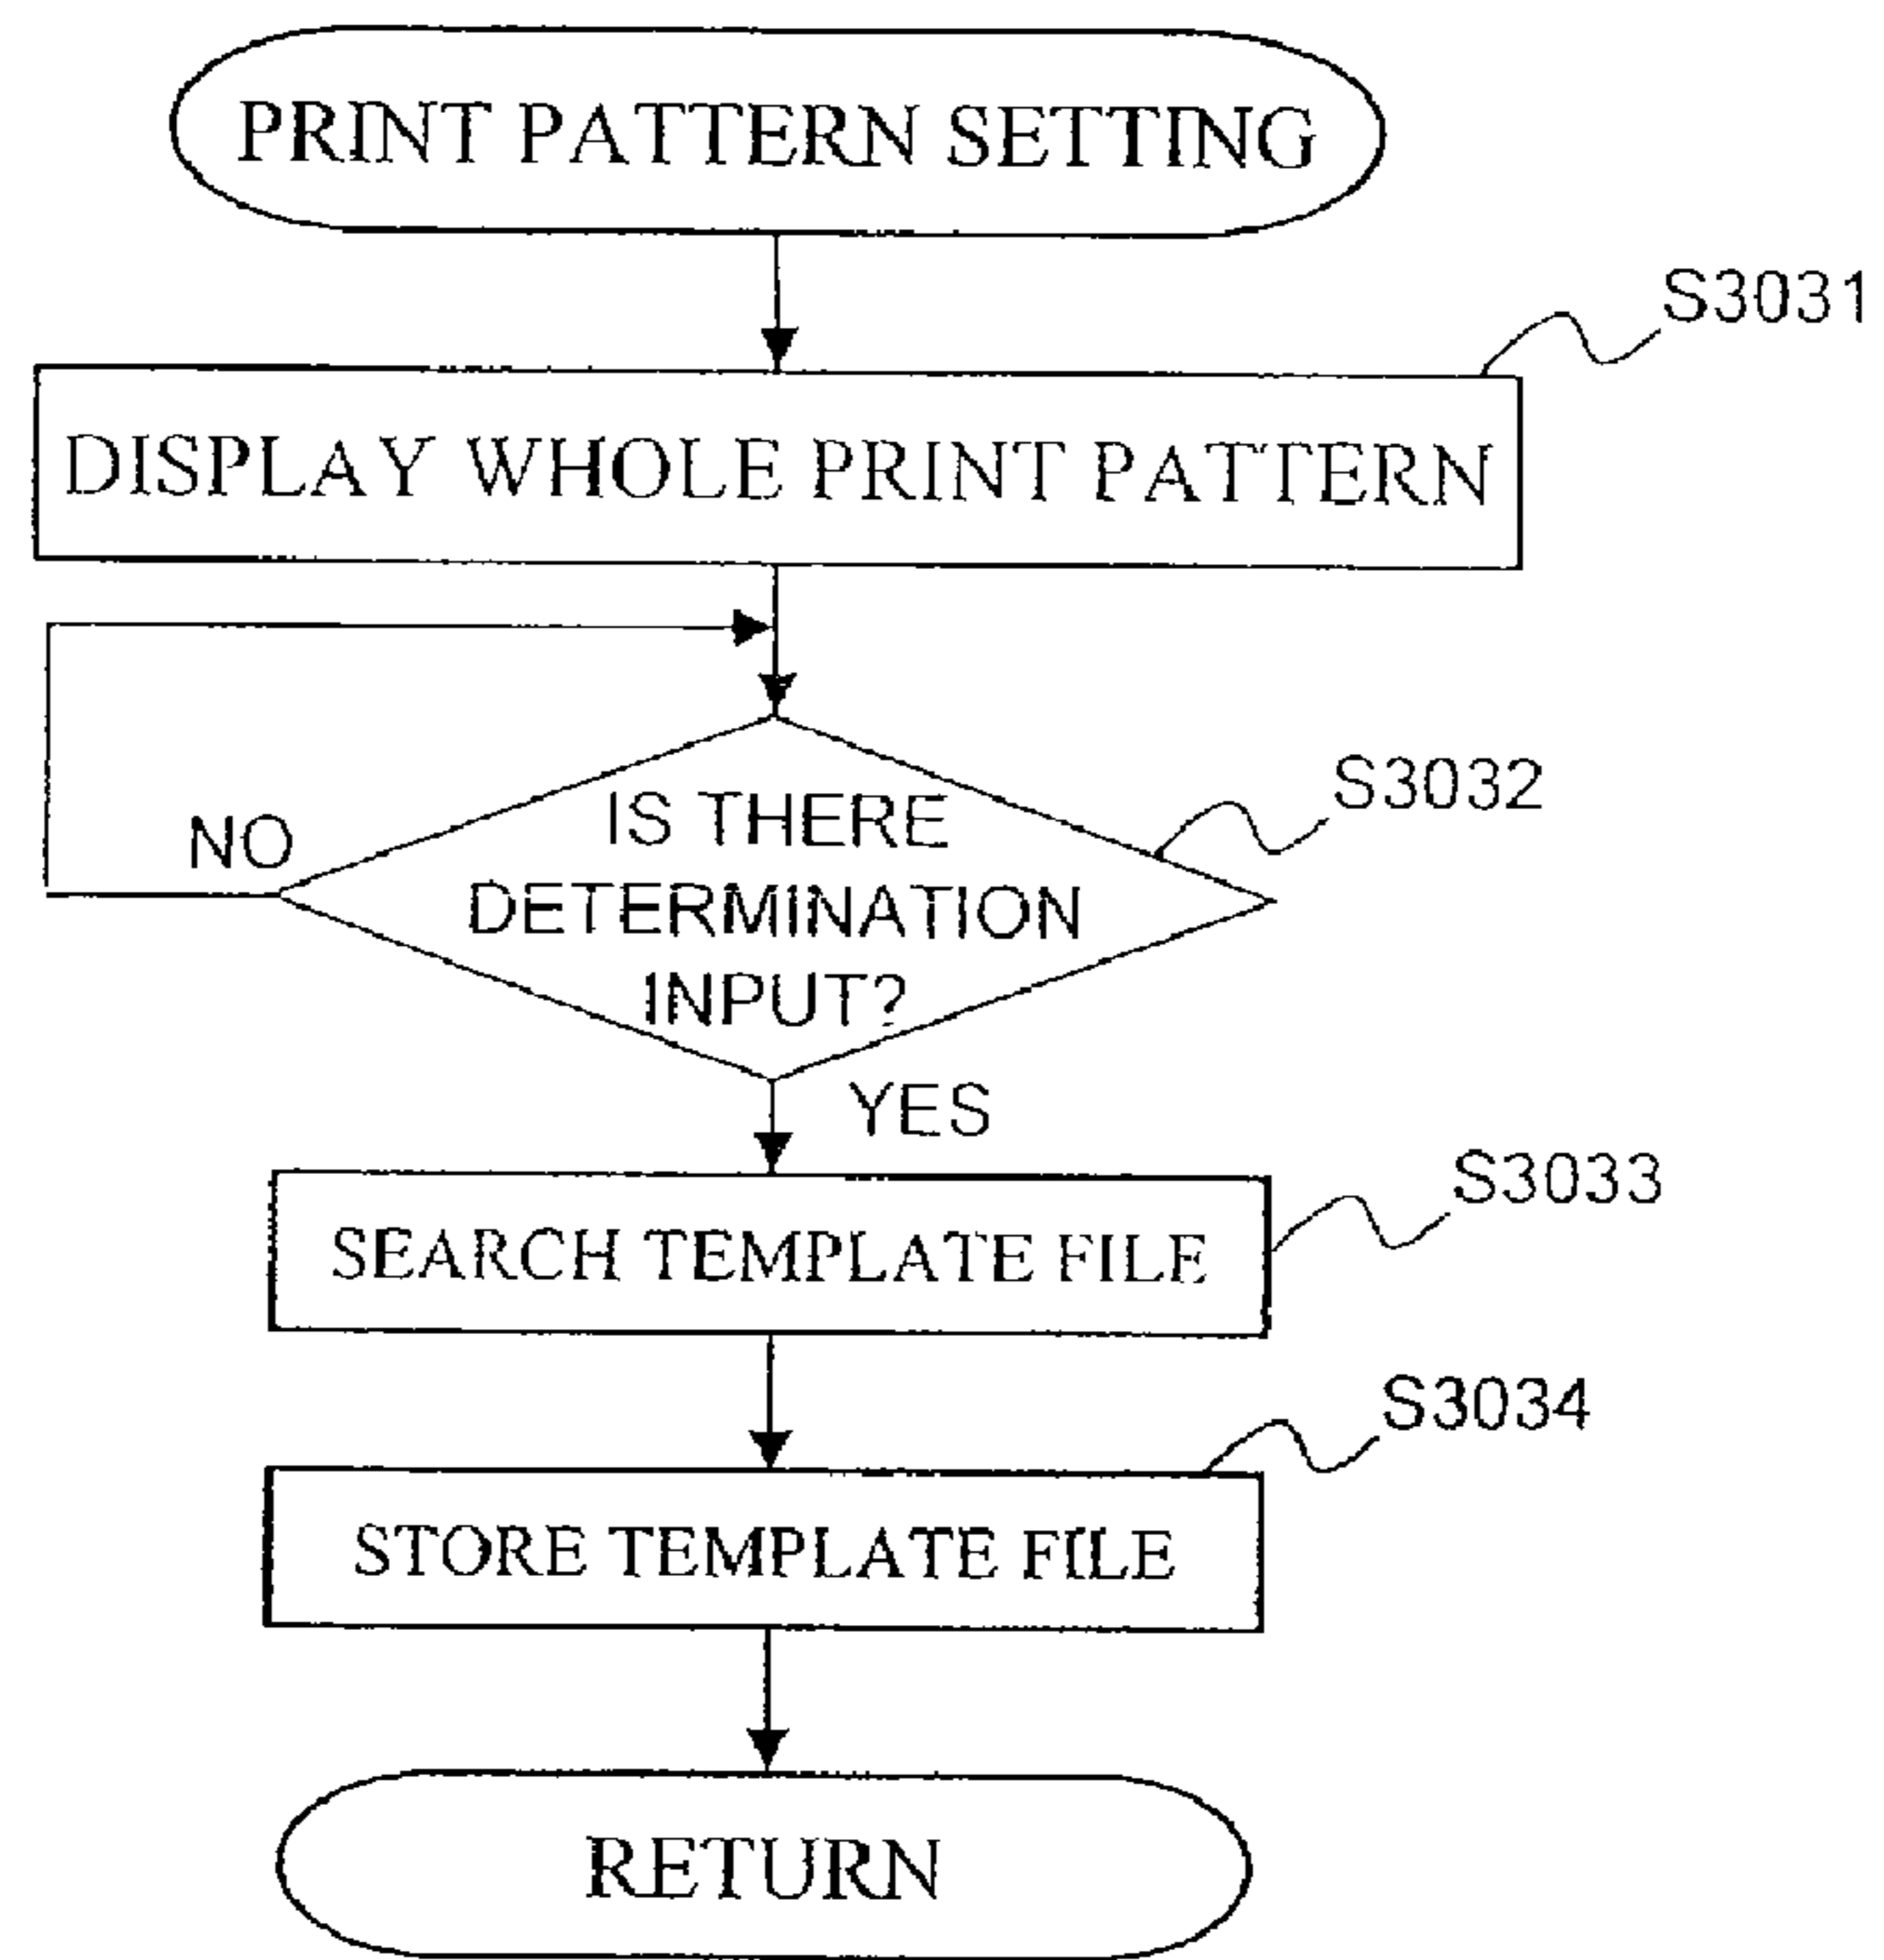 PRINT PATTERN SETTING
S3031
DISPLAY WHOLE PRINT PATTERN
S3032
NO
IS THERE
DETERMINATION
INPUT?
YES
S3033
SEARCH TEMPLATE FILE
S3034
STORE TEMPLATE FILE
RETURN